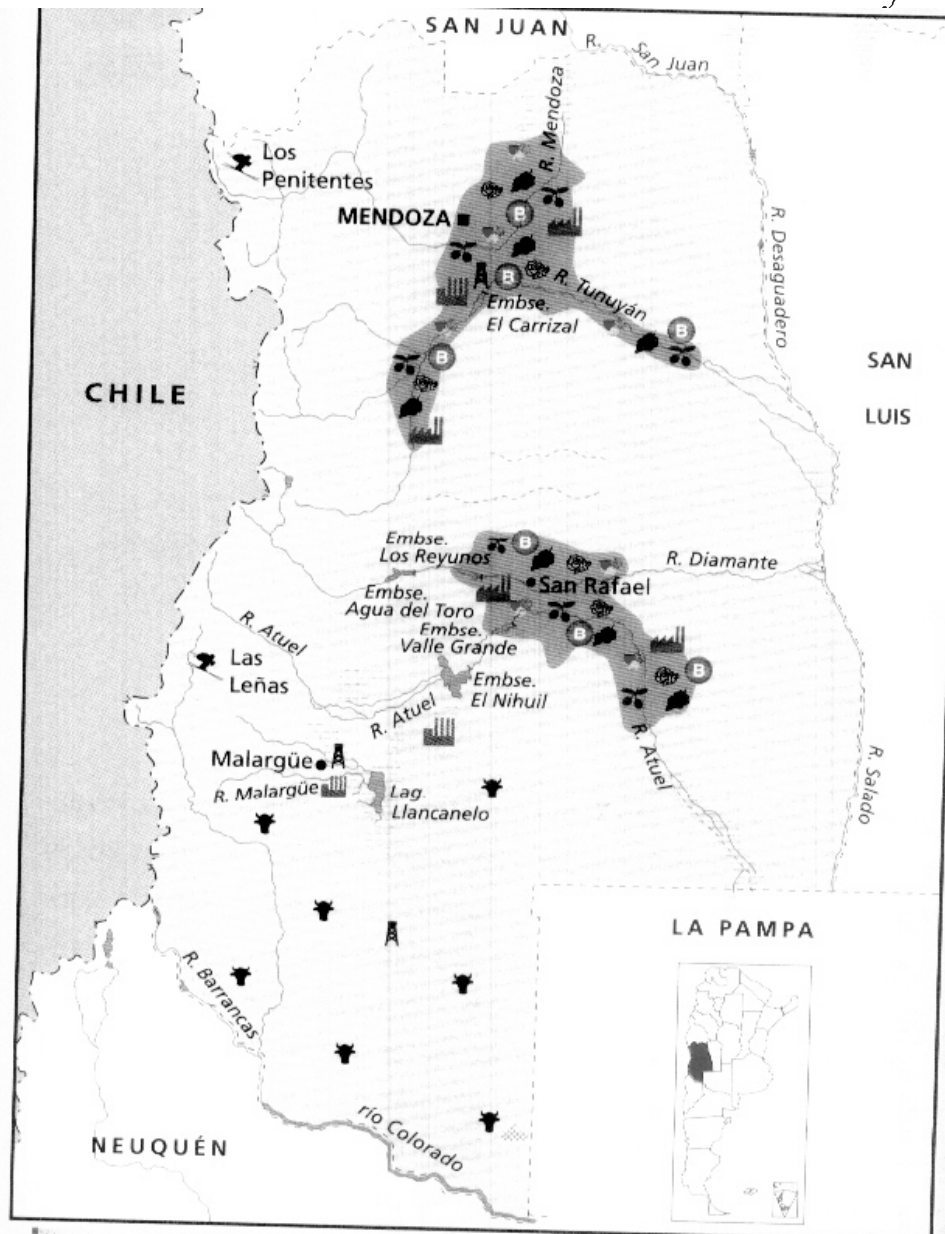 SAN JUAN
R. San Juan
R. Mendoza
Los
Penitentes
MENDOZA
B
R. Desaguadero
B
R. Tunuyán
Embse.
El Carrizal
B
B
SAN
LUIS
CHILE
Embse.
Los Reyunos
B
R. Diamante
San Rafael
Embse.
Agua del Toro
Embse.
Valle Grande
B
R. Atuel
Las
Leñas
Embse.
El Nihuil
B
R. Atuel
R. Atuel
Malargüe
R. Malargüe
Lag.
Llancanelo
R. Salado
LA PAMPA
R. Barrancas
río Colorado
NEUQUÉN